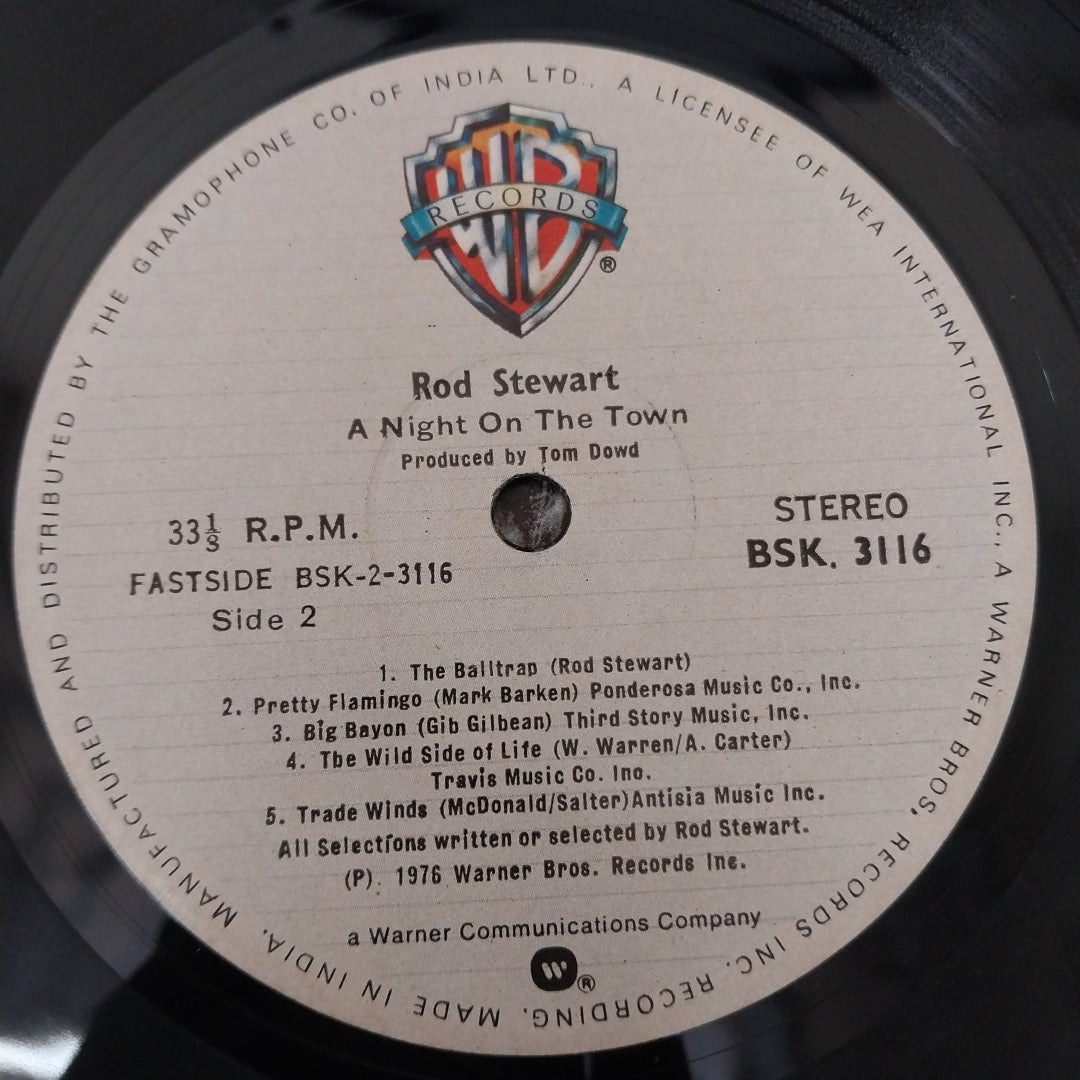 MANUFACTURED AND DISTRIBUTED BY THE GRAMOPHONE CO. OF INDIA LTD., A LICENSEE OF WEA INTERNATIONAL INC., A WARNER BROS. RECORDS INC. RECORDING. MADE IN INDIA.
WB
RECORDS
®
Rod Stewart
A Night On The Town
Produced by Tom Dowd
33⅓ R.P.M.
STEREO
BSK. 3116
FASTSIDE BSK-2-3116
Side 2
1. The Balltrap (Rod Stewart)
2. Pretty Flamingo (Mark Barken) Ponderosa Music Co., Inc.
3. Big Bayon (Gib Gilbean) Third Story Music, Inc.
4. The Wild Side of Life (W. Warren/A. Carter)
Travis Music Co. Inc.
5. Trade Winds (McDonald/Salter)Antisia Music Inc.
All Selections written or selected by Rod Stewart.
(P). 1976 Warner Bros. Records Inc.
a Warner Communications Company
W ®